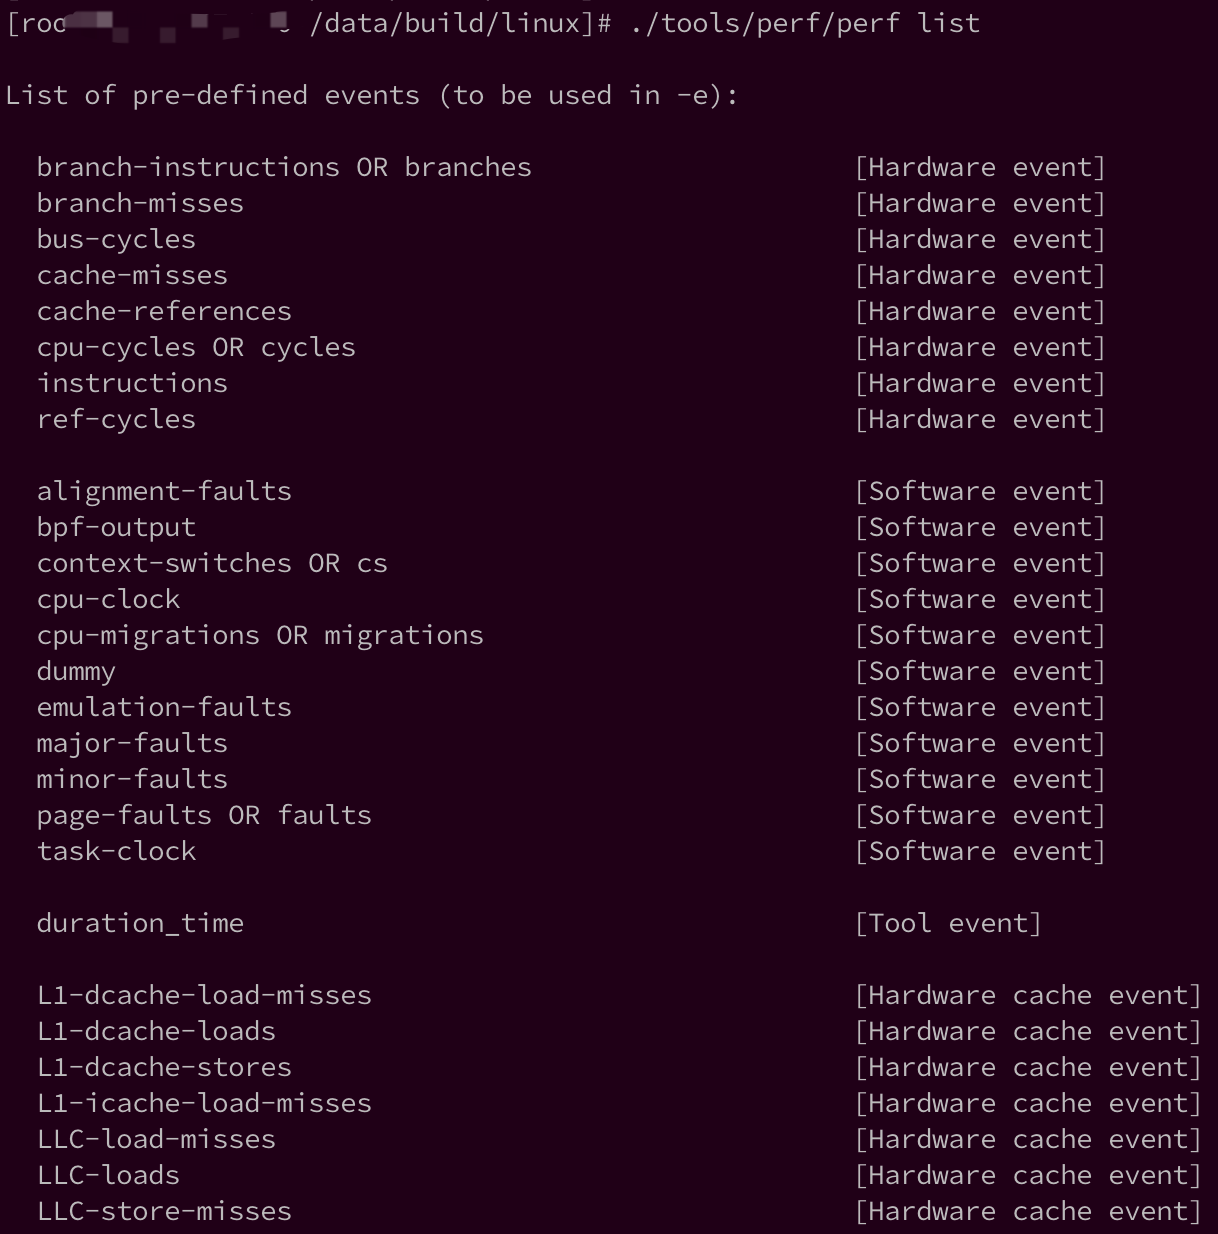 /data/build/linux]# ./tools/perf/perf list
List of pre-defined events (to be used in -e):
branch-instructions OR branches [Hardware event]
branch-misses [Hardware event]
bus-cycles [Hardware event]
cache-misses [Hardware event]
cache-references [Hardware event]
cpu-cycles OR cycles [Hardware event]
instructions [Hardware event]
ref-cycles [Hardware event]
alignment-faults [Software event]
bpf-output [Software event]
context-switches OR cs [Software event]
cpu-clock [Software event]
cpu-migrations OR migrations [Software event]
dummy [Software event]
emulation-faults [Software event]
major-faults [Software event]
minor-faults [Software event]
page-faults OR faults [Software event]
task-clock [Software event]
duration_time [Tool event]
L1-dcache-load-misses [Hardware cache event]
L1-dcache-loads [Hardware cache event]
L1-dcache-stores [Hardware cache event]
L1-icache-load-misses [Hardware cache event]
LLC-load-misses [Hardware cache event]
LLC-loads [Hardware cache event]
LLC-store-misses [Hardware cache event]